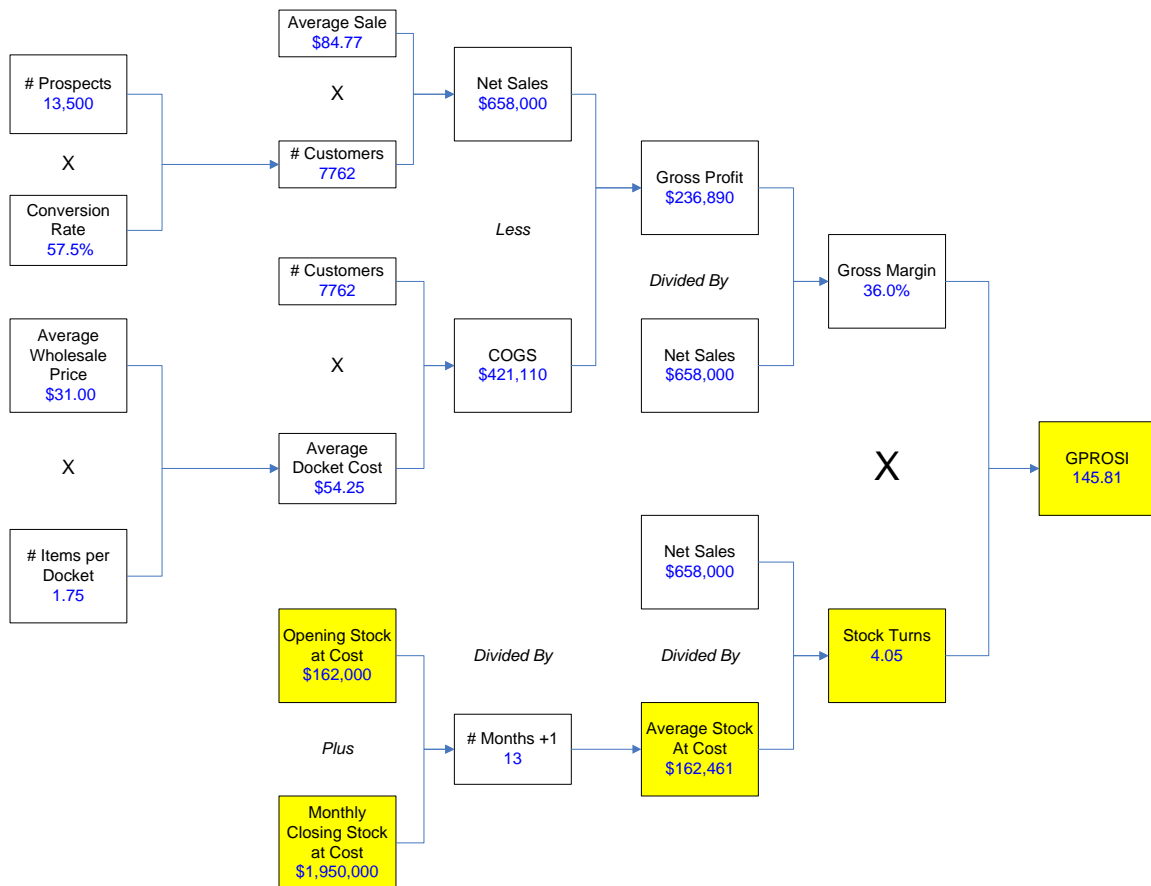 Average Sale
$84.77
# Prospects
13,500
X
Net Sales
$658,000
X
# Customers
7762
Conversion
Rate
57.5%
Gross Profit
$236,890
Less
# Customers
7762
Divided By
Gross Margin
36.0%
Average
Wholesale
Price
$31.00
X
COGS
$421,110
Net Sales
$658,000
X
Average
Docket Cost
$54.25
X
GPROSI
145.81
# Items per
Docket
1.75
Net Sales
$658,000
Opening Stock
at Cost
$162,000
Divided By
Divided By
Stock Turns
4.05
Plus
# Months +1
13
Average Stock
At Cost
$162,461
Monthly
Closing Stock
at Cost
$1,950,000